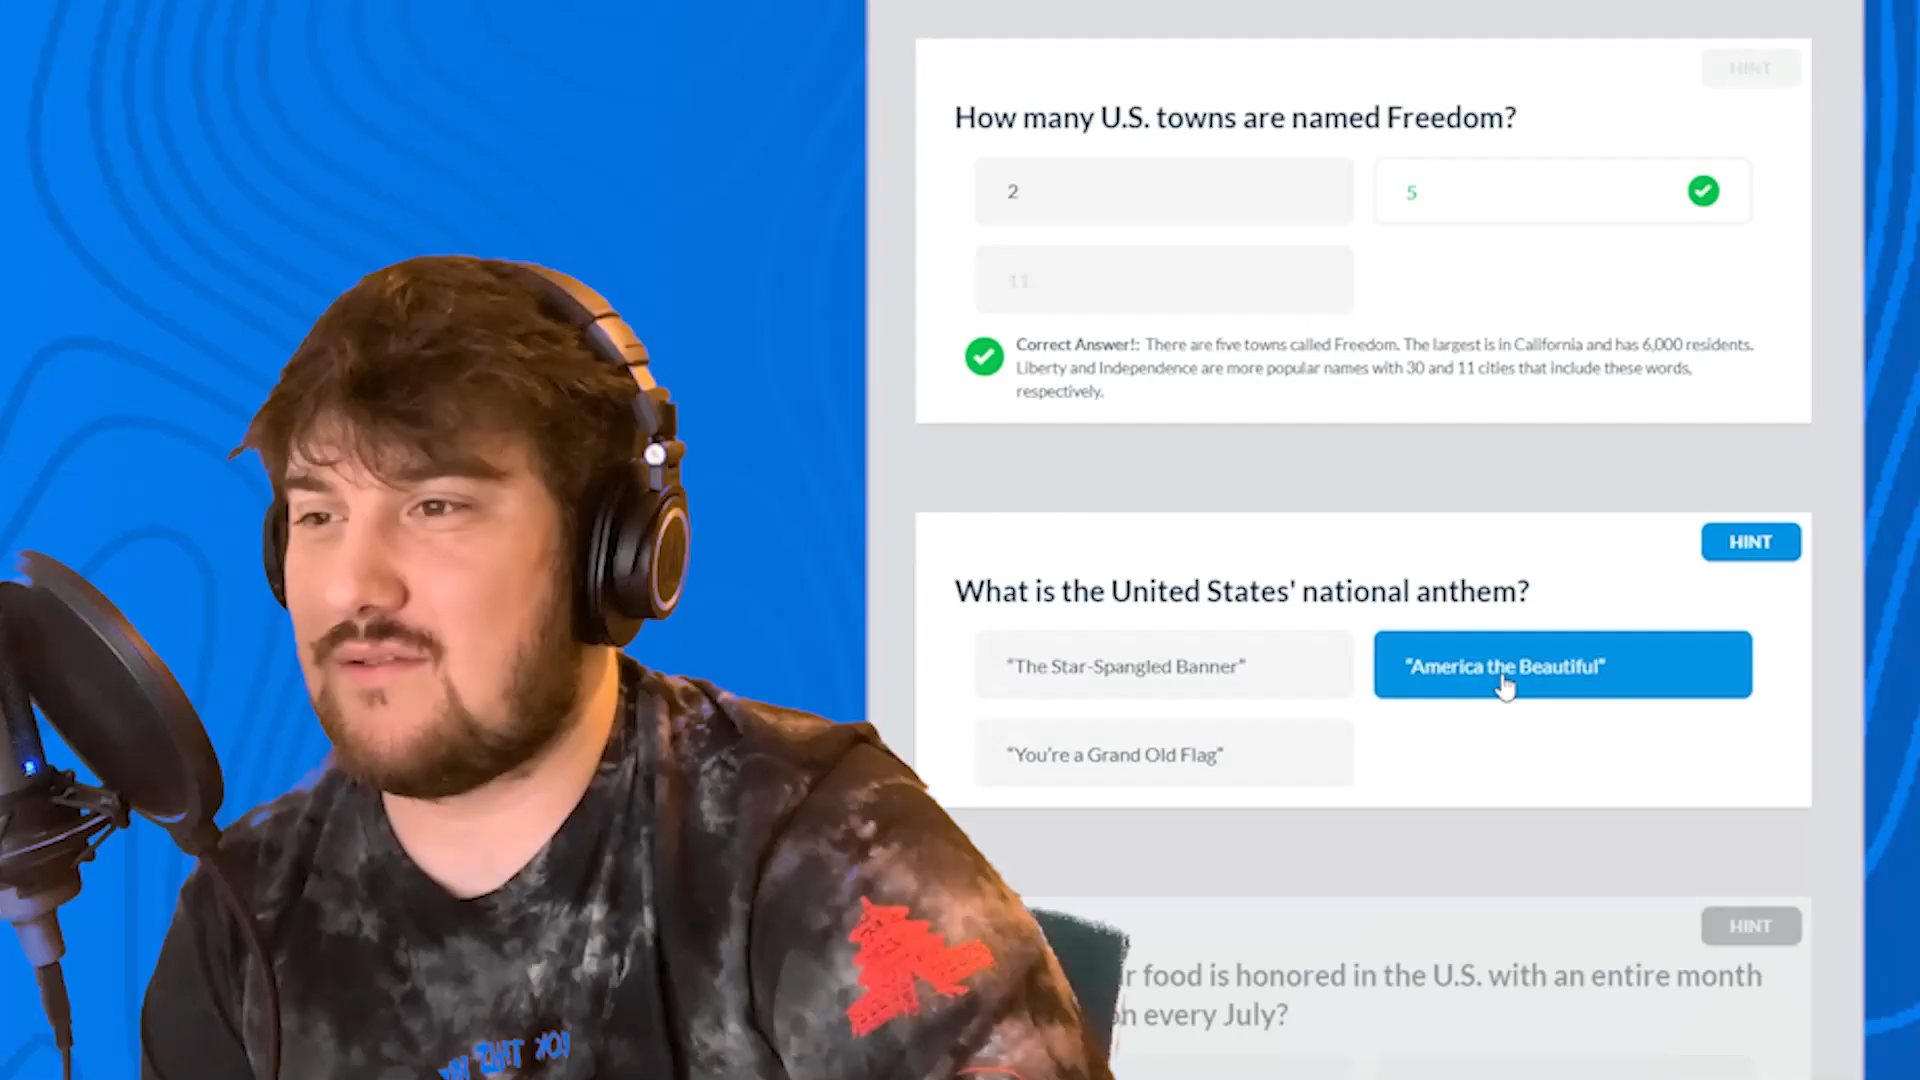 HINT
How many U.S. towns are named Freedom?
2
5
11
Correct Answer!: There are five towns called Freedom. The largest is in California and has 6,000 residents.
Liberty and Independence are more popular names with 30 and 11 cities that include these words,
respectively.
HINT
What is the United States' national anthem?
“The Star-Spangled Banner”
“America the Beautiful”
“You're a Grand Old Flag”
HINT
r food is honored in the U.S. with an entire month
every July?